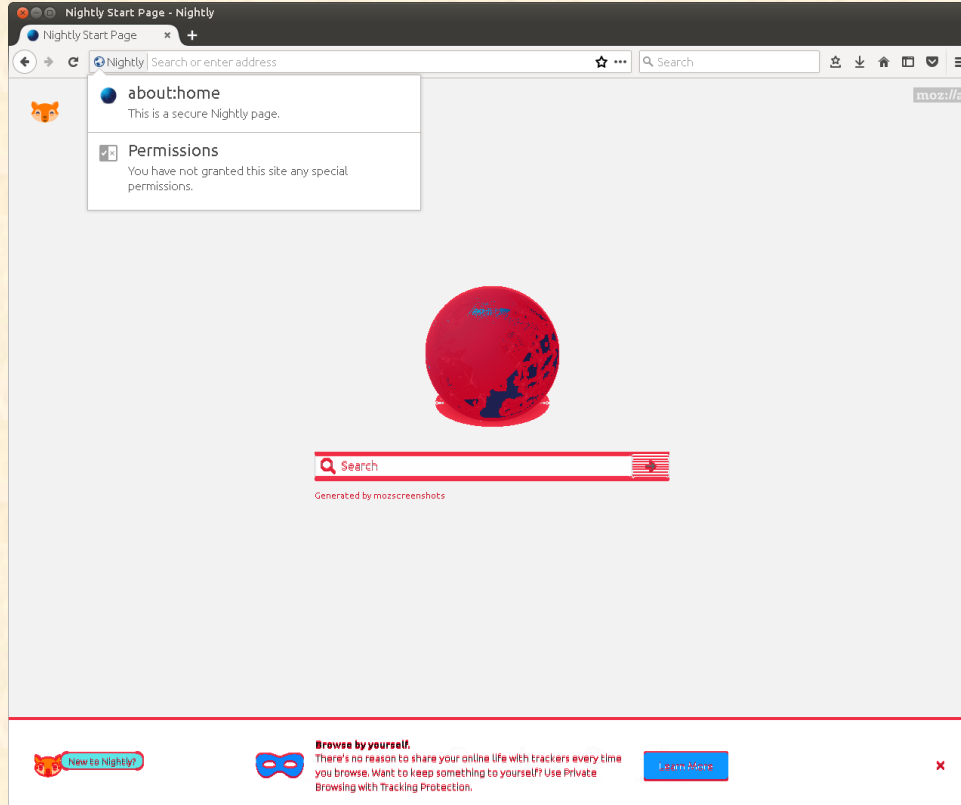 Nightly Start Page - Nightly
Nightly Start Page
Nightly Search or enter address
Search
about:home
This is a secure Nightly page.
Permissions
You have not granted this site any special
permissions.
moz://a
Search
Generated by mozscreenshots
New to Nightly?
Browse by yourself.
There's no reason to share your online life with trackers every time
you browse. Want to keep something to yourself? Use Private
Browsing with Tracking Protection.
Learn More